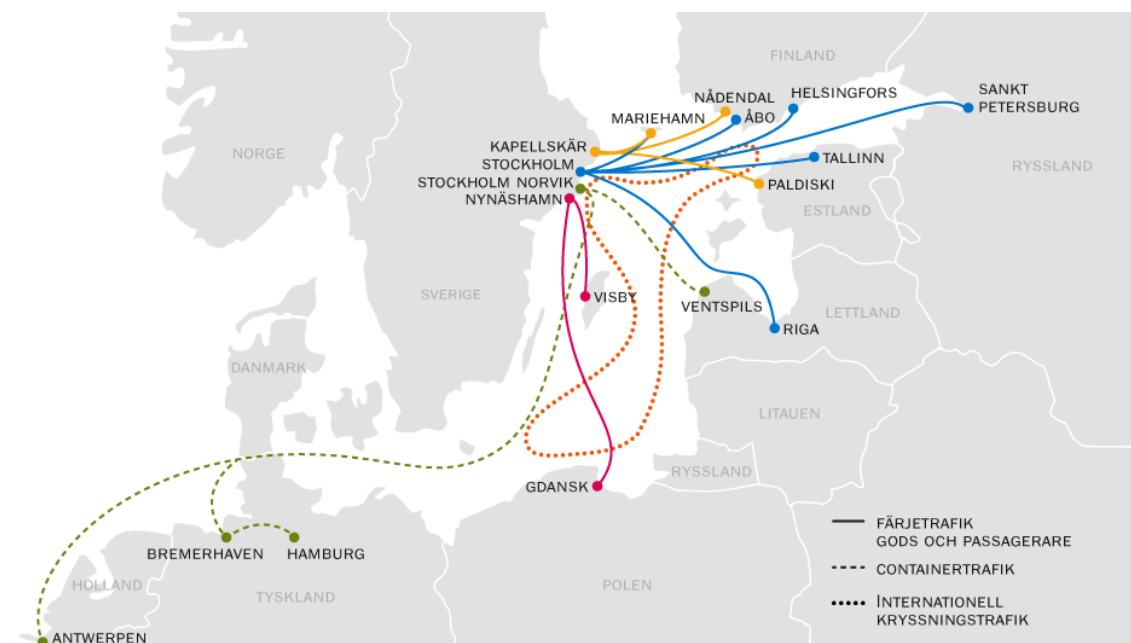 FINLAND
SANKT
PETERSBURG
HELSINGFORS
NÅDENDAL
ÅBO
MARIEHAMN
KAPELLSKÄR
STOCKHOLM
STOCKHOLM NORVIK
NYNÄSHAMN
NORGE
TALLINN
RYSSLAND
PALDISKI
ESTLAND
SVERIGE
VISBY
VENTSPILS
LETTLAND
RIGA
DANMARK
LITAUEN
RYSSLAND
GDANSK
BREMERHAVEN
HAMBURG
HOLLAND
TYSKLAND
POLEN
ANTWERPEN
FÄRJETRAFIK
GODS OCH PASSAGERARE
CONTAINERTRAFIK
INTERNATIONELL
KRYSSNINGSTRAFIK